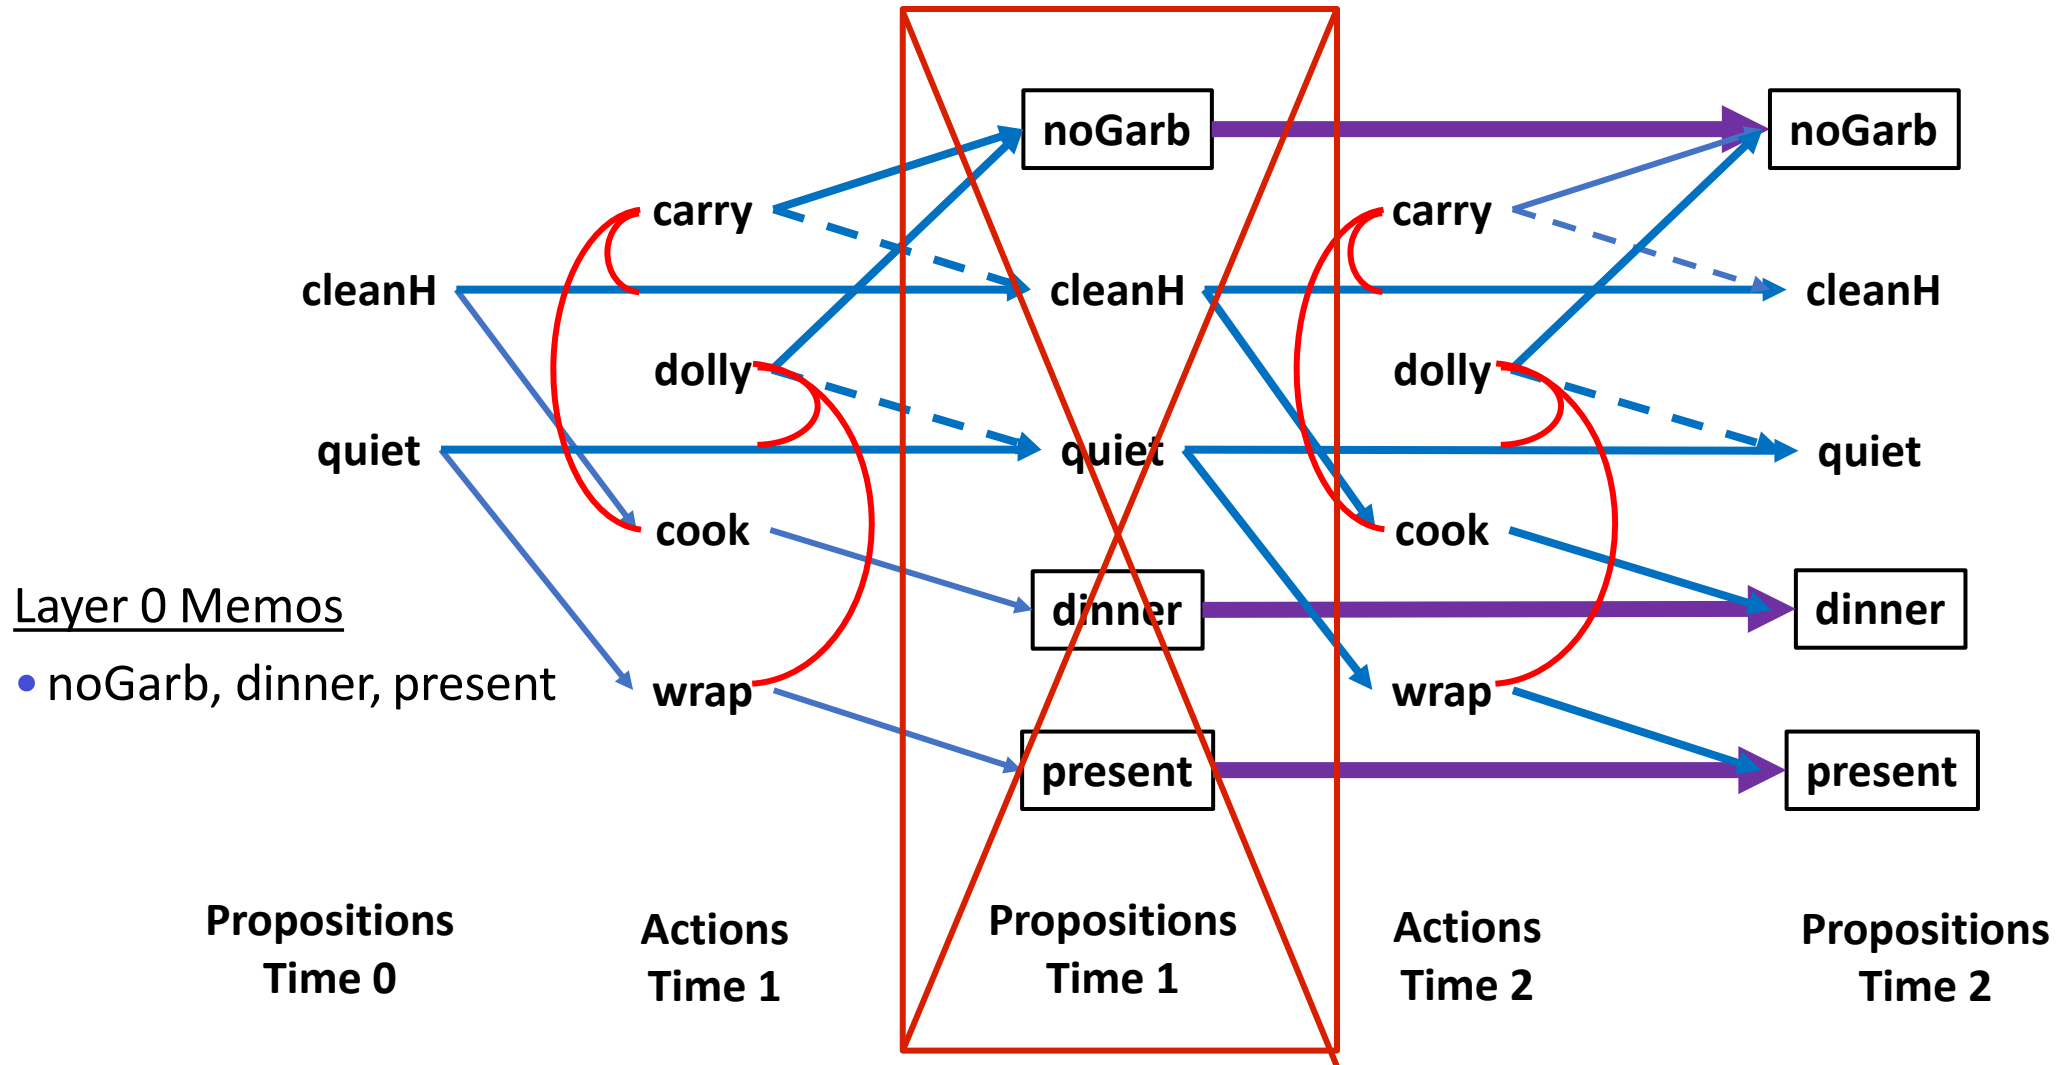 noGarb
noGarb
carry
carry
cleanH
cleanH
cleanH
dolly
dolly
quiet
quiet
quiet
cook
cook
Layer 0 Memos
dinner
dinner
• noGarb, dinner, present
wrap
wrap
present
present
Propositions
Time 0
Actions
Time 1
Propositions
Time 1
Actions
Time 2
Propositions
Time 2